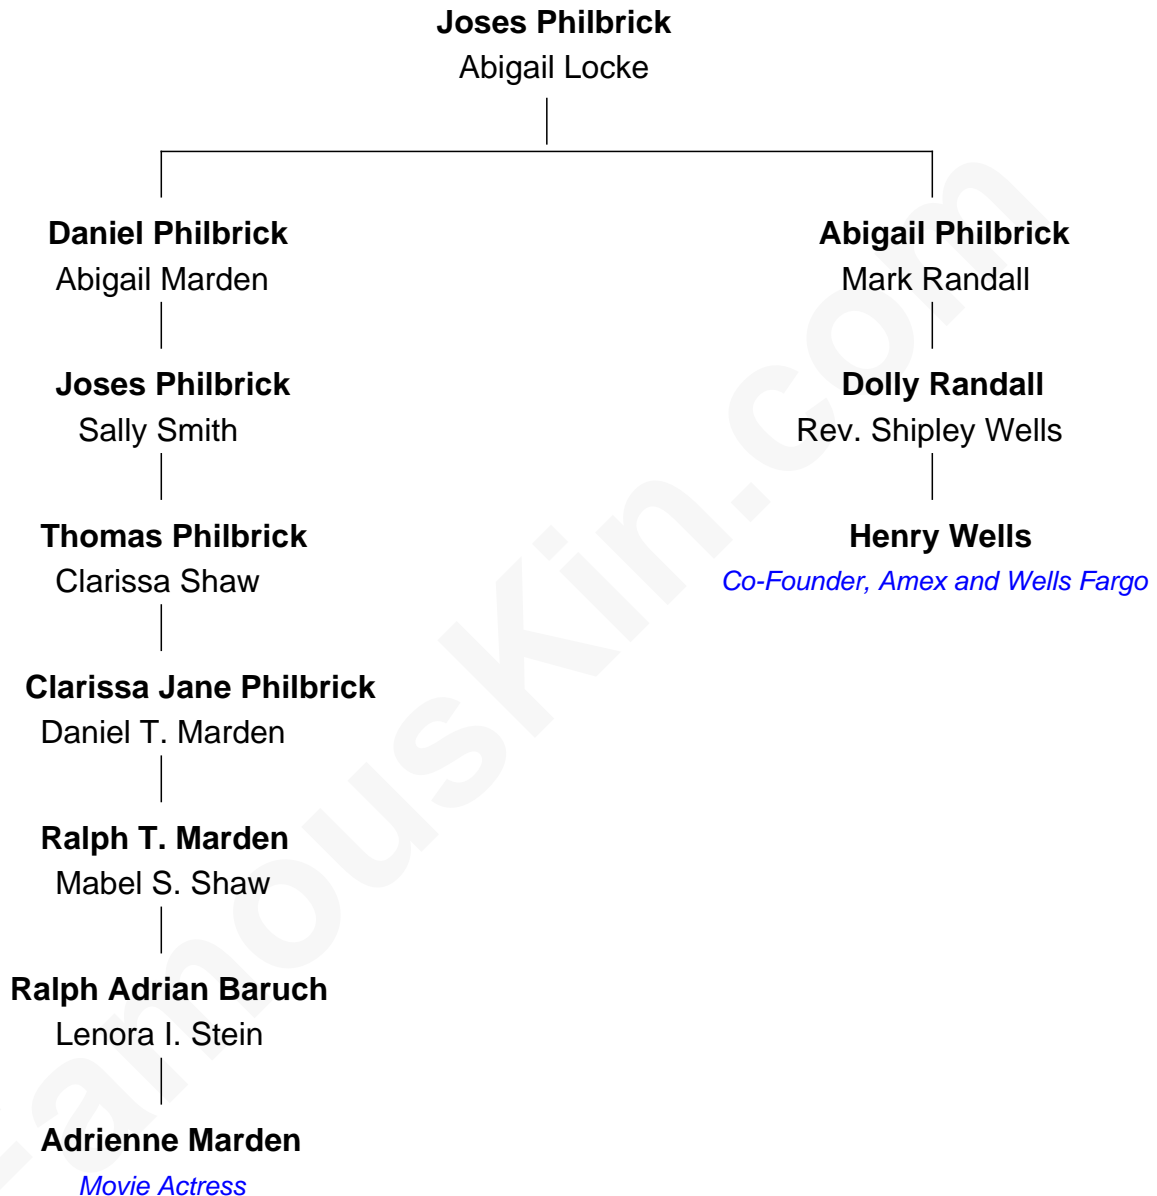 Joses Philbrick
Abigail Locke
Daniel Philbrick
Abigail Marden
Abigail Philbrick
Mark Randall
Joses Philbrick
Sally Smith
Dolly Randall
Rev. Shipley Wells
Thomas Philbrick
Clarissa Shaw
Henry Wells
Co-Founder, Amex and Wells Fargo
Clarissa Jane Philbrick
Daniel T. Marden
Ralph T. Marden
Mabel S. Shaw
Ralph Adrian Baruch
Lenora I. Stein
Adrienne Marden
Movie Actress
FamousKin.com